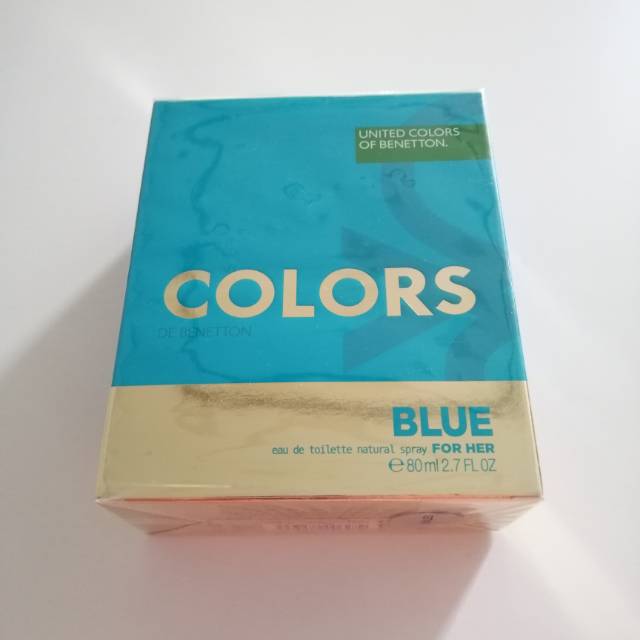 UNITED COLORS
OF BENETTON.
COLORS
DE BENETTON
BLUE
eau de toilette natural spray FOR HER
℮ 80 ml 2.7 FL OZ